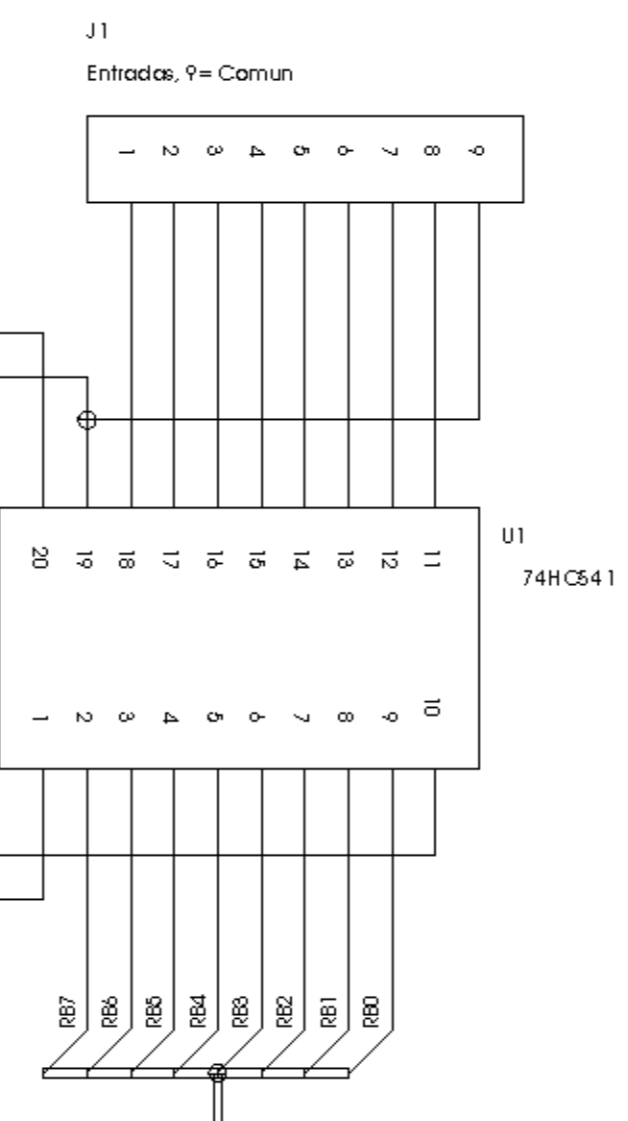 J1
Entradas, 9= Comun
1 2 3 4 5 6 7 8 9
20 19 18 17 16 15 14 13 12 11
U1
74HC541
1 2 3 4 5 6 7 8 9 10
RB7 RB6 RB5 RB4 RB3 RB2 RB1 RB0